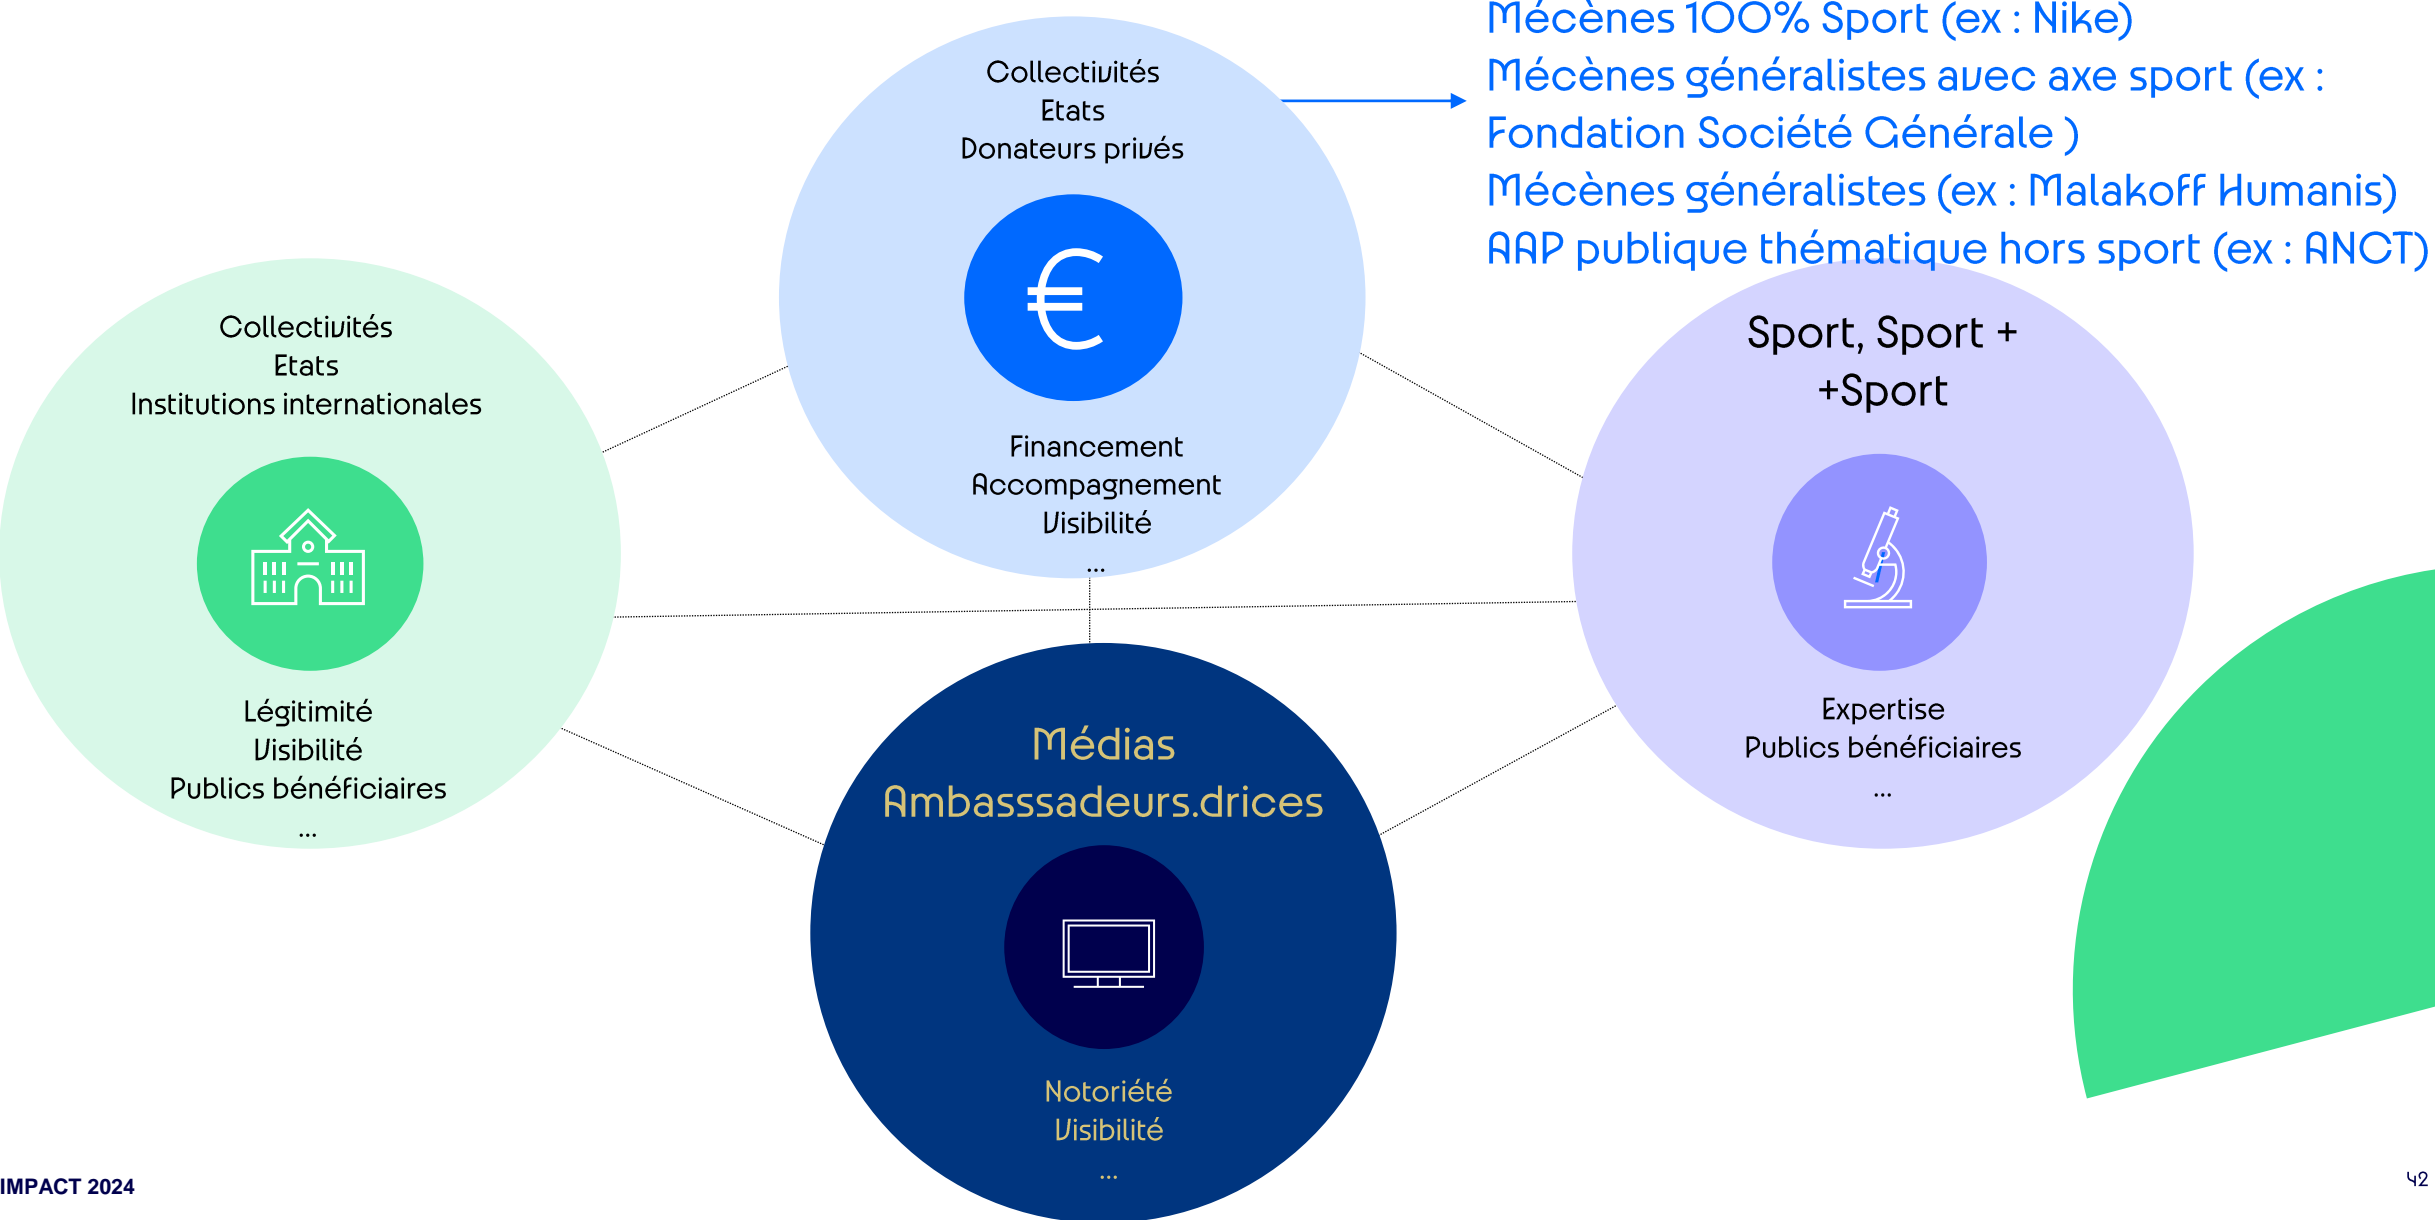 Mécènes 100% Sport (ex : Nike)
Mécènes généralistes avec axe sport (ex :
Fondation Société Générale )
Mécènes généralistes (ex : Malakoff Humanis)
AAP publique thématique hors sport (ex : ANCT)
Collectivités
Etats
Donateurs privés
€
Financement
Accompagnement
Visibilité
...
Collectivités
Etats
Institutions internationales
Légitimité
Visibilité
Publics bénéficiaires
...
Sport, Sport +
+Sport
Expertise
Publics bénéficiaires
...
Médias
Ambasssadeurs.drices
Notoriété
Visibilité
...
IMPACT 2024
42